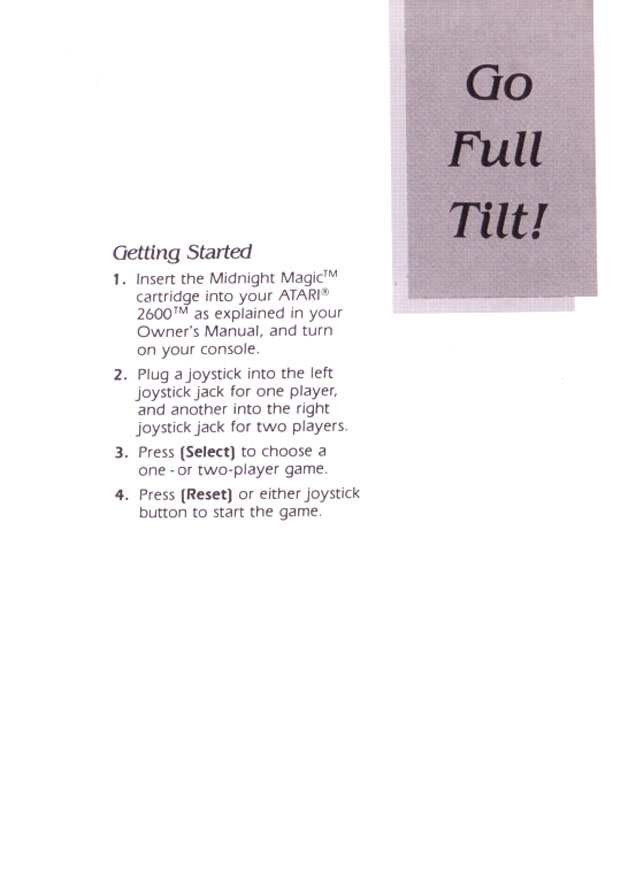 Go
Full
Tilt!
Getting Started
1. Insert the Midnight Magic™
cartridge into your ATARI®
2600™ as explained in your
Owner's Manual, and turn
on your console.
2. Plug a joystick into the left
joystick jack for one player,
and another into the right
joystick jack for two players.
3. Press [Select] to choose a
one - or two-player game.
4. Press [Reset] or either joystick
button to start the game.